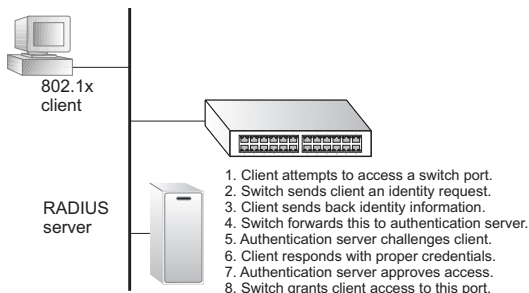 802.1x
client
1. Client attempts to access a switch port.
2. Switch sends client an identity request.
3. Client sends back identity information.
4. Switch forwards this to authentication server.
5. Authentication server challenges client.
6. Client responds with proper credentials.
7. Authentication server approves access.
8. Switch grants client access to this port.
RADIUS
server